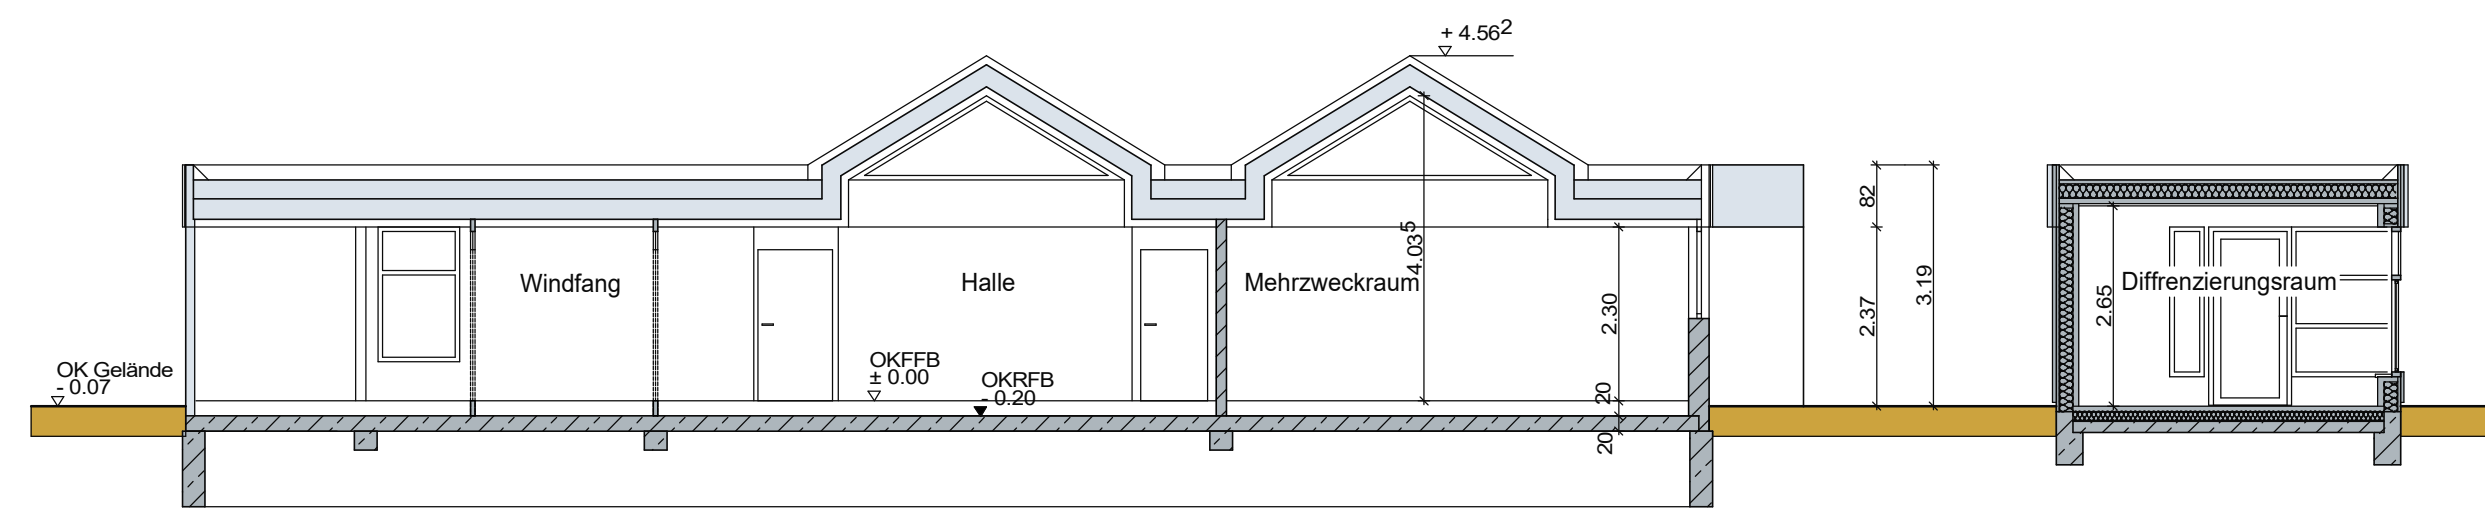 + 4.56²
82
4.03⁵
Windfang
Halle
Mehrzweckraum
Diffrenzierungsraum
3.19
2.65
2.30
2.37
OKFFB
± 0.00
OK Gelände
- 0.07
OKRFB
- 0.20
20
20